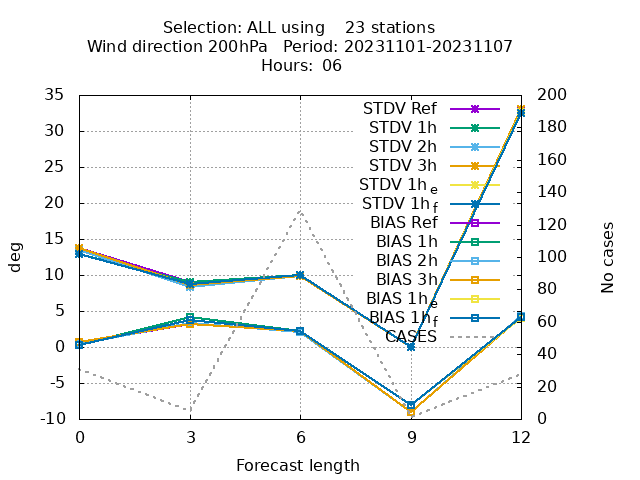 Selection: ALL using    23 stations
Wind direction 200hPa   Period: 20231101-20231107
Hours: 06
35
30
25
20
15
10
5
0
-5
-10
deg
STDV Ref
STDV 1h
STDV 2h
STDV 3h
STDV 1h e
STDV 1h f
BIAS Ref
BIAS 1h
BIAS 2h
BIAS 3h
BIAS 1h e
BIAS 1h f
CASES
200
180
160
140
120
100
80
60
40
20
0
No cases
0 3 6 9 12
Forecast length